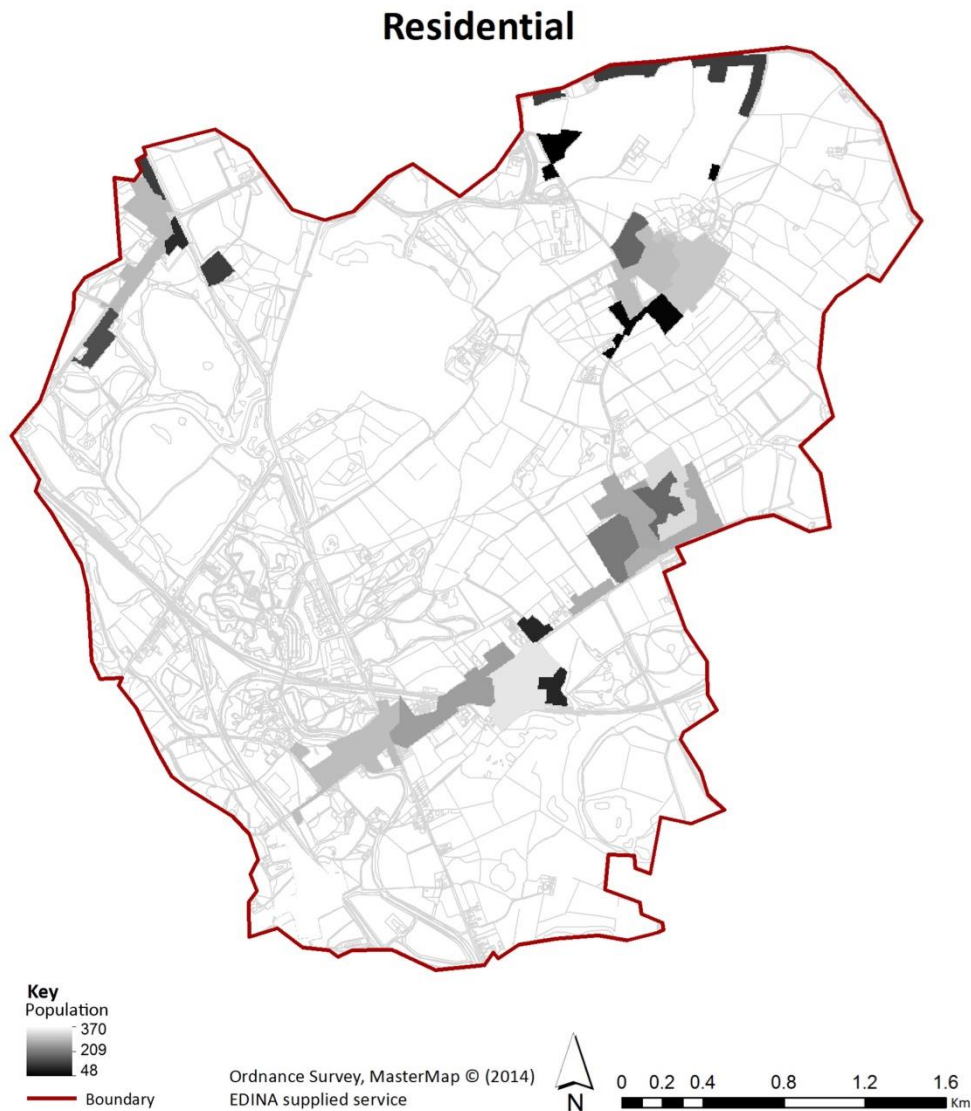 Residential
Key
Population
370
209
48
Boundary
Ordnance Survey, MasterMap © (2014)
EDINA supplied service
N
0 0.2 0.4 0.8 1.2 1.6
Km